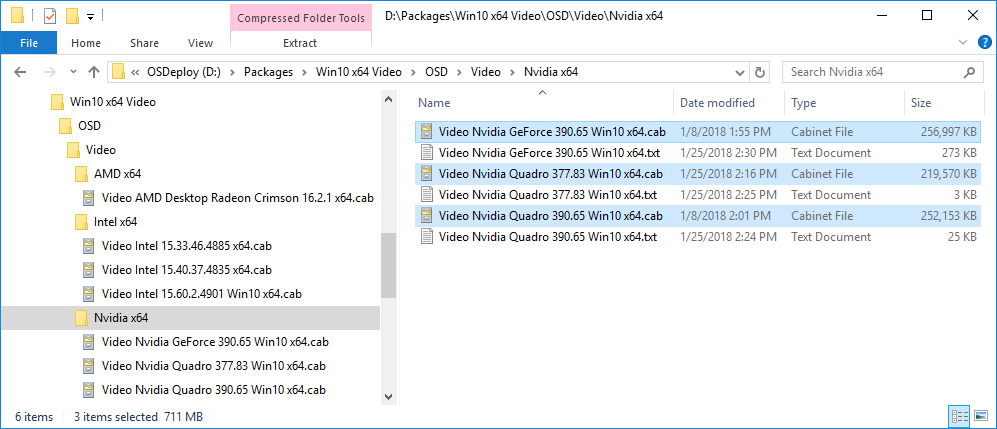 Compressed Folder Tools D:\Packages\Win10 x64 Video\OSD\Video\Nvidia x64
File Home Share View Extract
« OSDeploy (D:) > Packages > Win10 x64 Video > OSD > Video > Nvidia x64 Search Nvidia x64
Win10 x64 Video
OSD
Video
AMD x64
Video AMD Desktop Radeon Crimson 16.2.1 x64.cab
Intel x64
Video Intel 15.33.46.4885 x64.cab
Video Intel 15.40.37.4835 x64.cab
Video Intel 15.60.2.4901 Win10 x64.cab
Nvidia x64
Video Nvidia GeForce 390.65 Win10 x64.cab
Video Nvidia Quadro 377.83 Win10 x64.cab
Video Nvidia Quadro 390.65 Win10 x64.cab
Name Date modified Type Size
Video Nvidia GeForce 390.65 Win10 x64.cab 1/8/2018 1:55 PM Cabinet File 256,997 KB
Video Nvidia GeForce 390.65 Win10 x64.txt 1/25/2018 2:30 PM Text Document 273 KB
Video Nvidia Quadro 377.83 Win10 x64.cab 1/25/2018 2:16 PM Cabinet File 219,570 KB
Video Nvidia Quadro 377.83 Win10 x64.txt 1/25/2018 2:25 PM Text Document 3 KB
Video Nvidia Quadro 390.65 Win10 x64.cab 1/8/2018 2:01 PM Cabinet File 252,153 KB
Video Nvidia Quadro 390.65 Win10 x64.txt 1/25/2018 2:24 PM Text Document 25 KB
6 items 3 items selected 711 MB